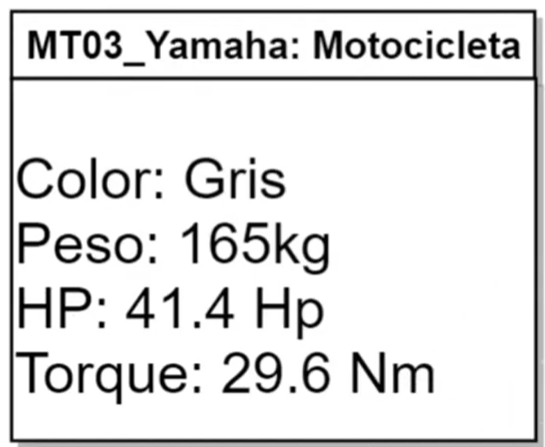 MT03_Yamaha: Motocicleta
Color: Gris
Peso: 165kg
HP: 41.4 Hp
Torque: 29.6 Nm